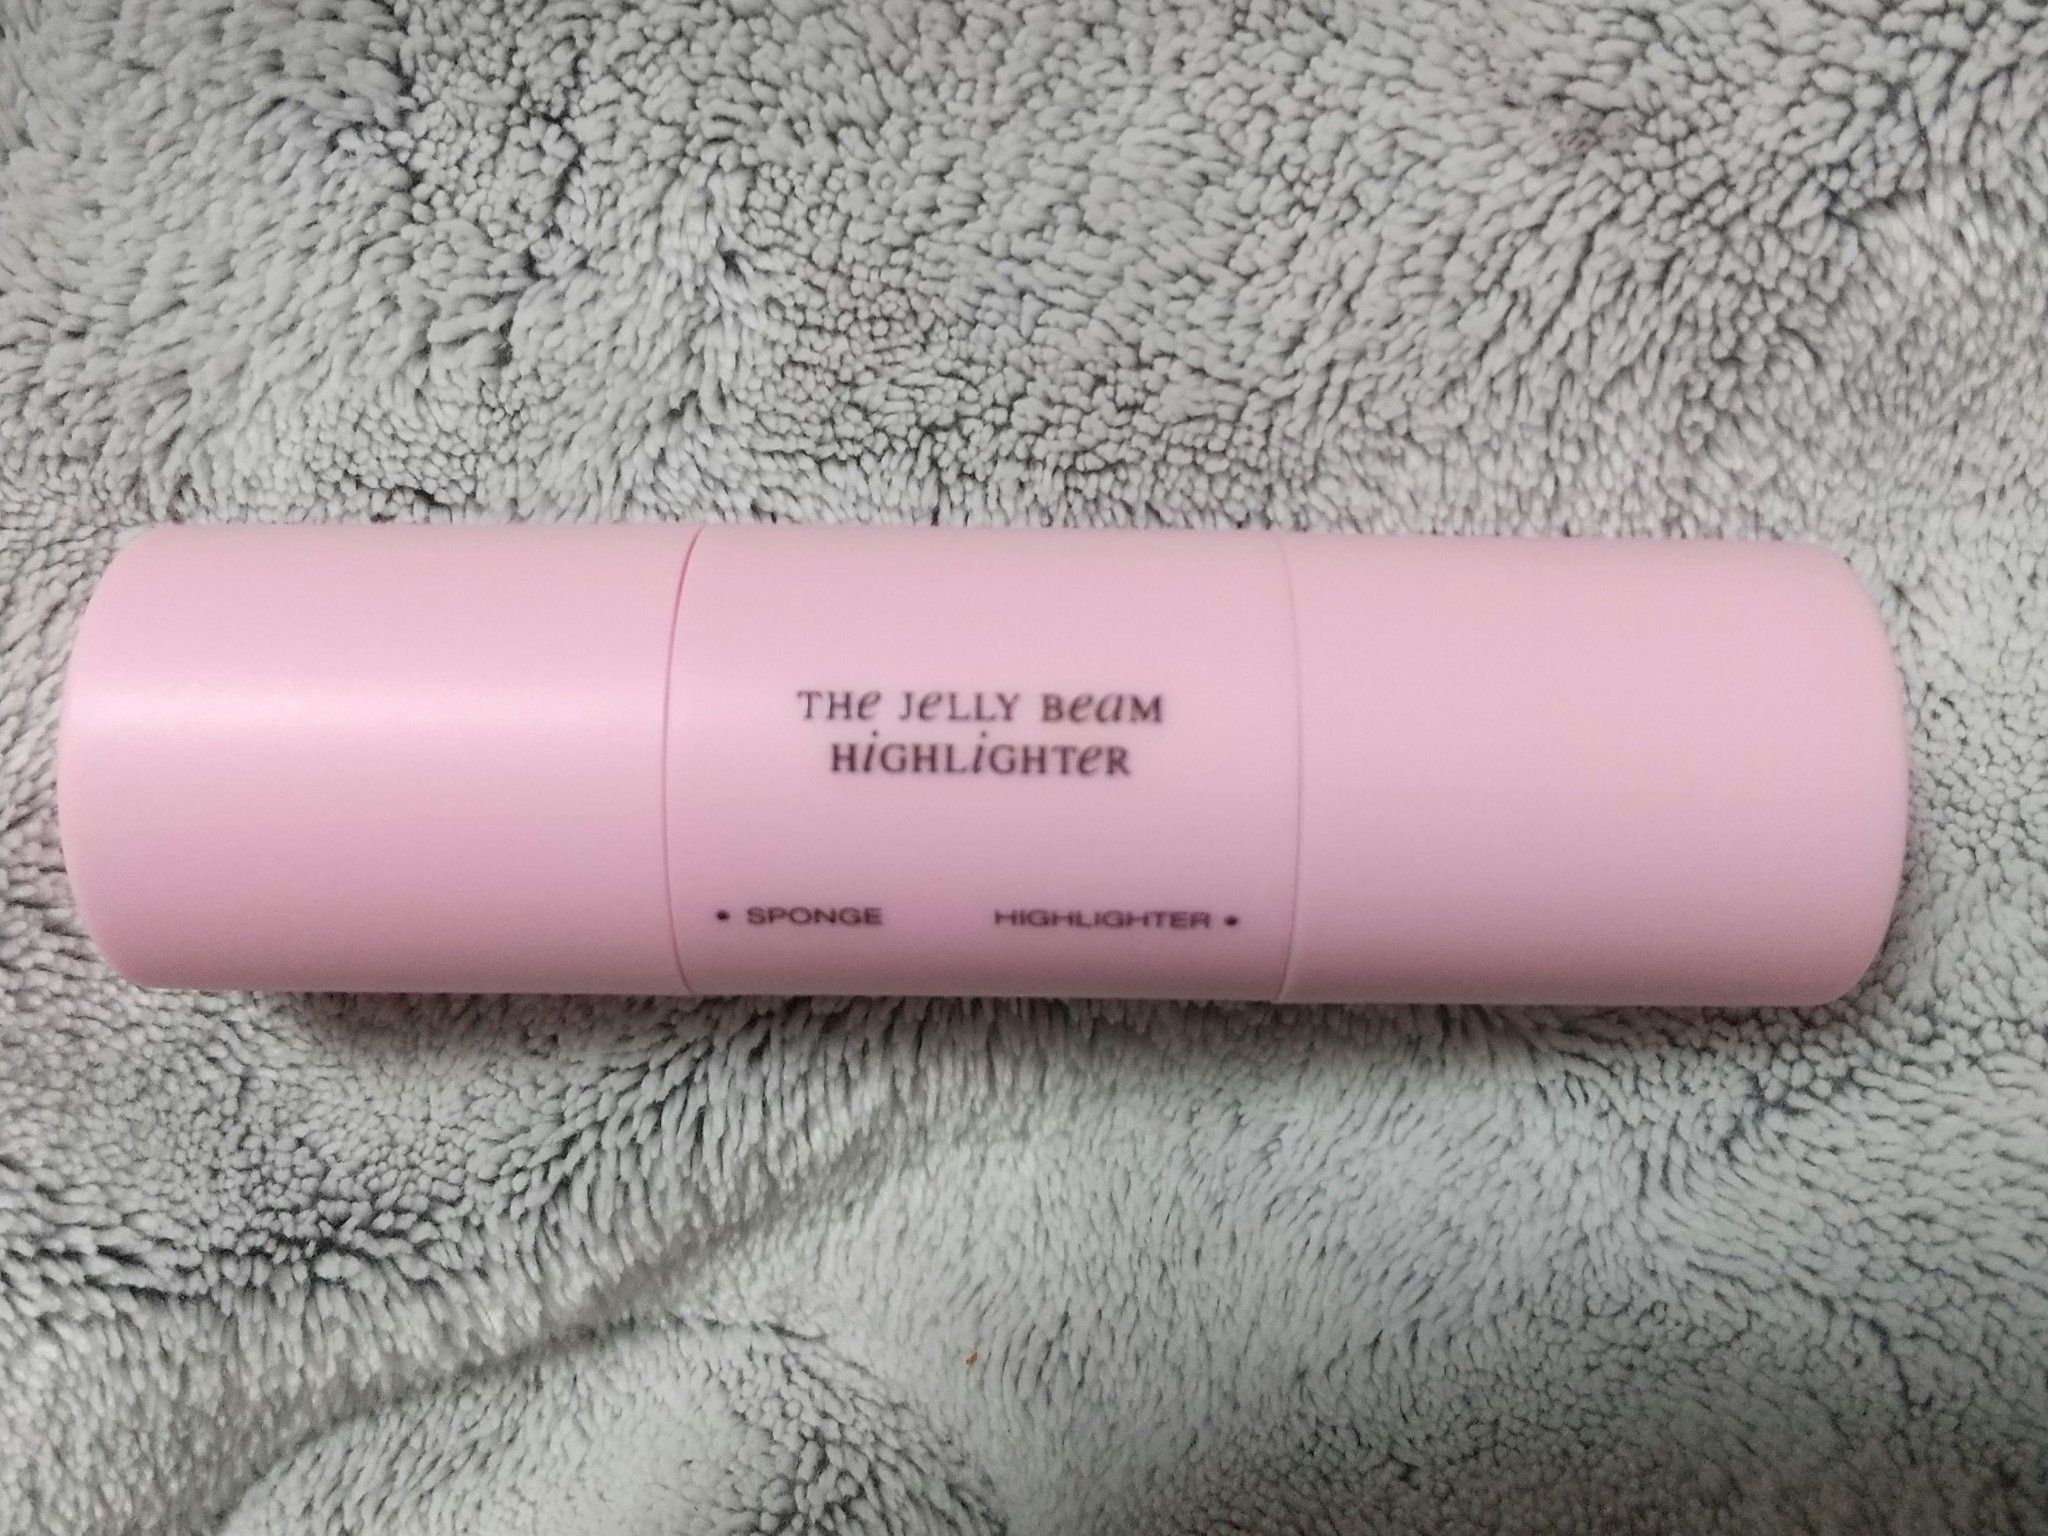 THe JeLLY BeaM
HiGHLiGHTeR
• SPONGE HIGHLIGHTER •